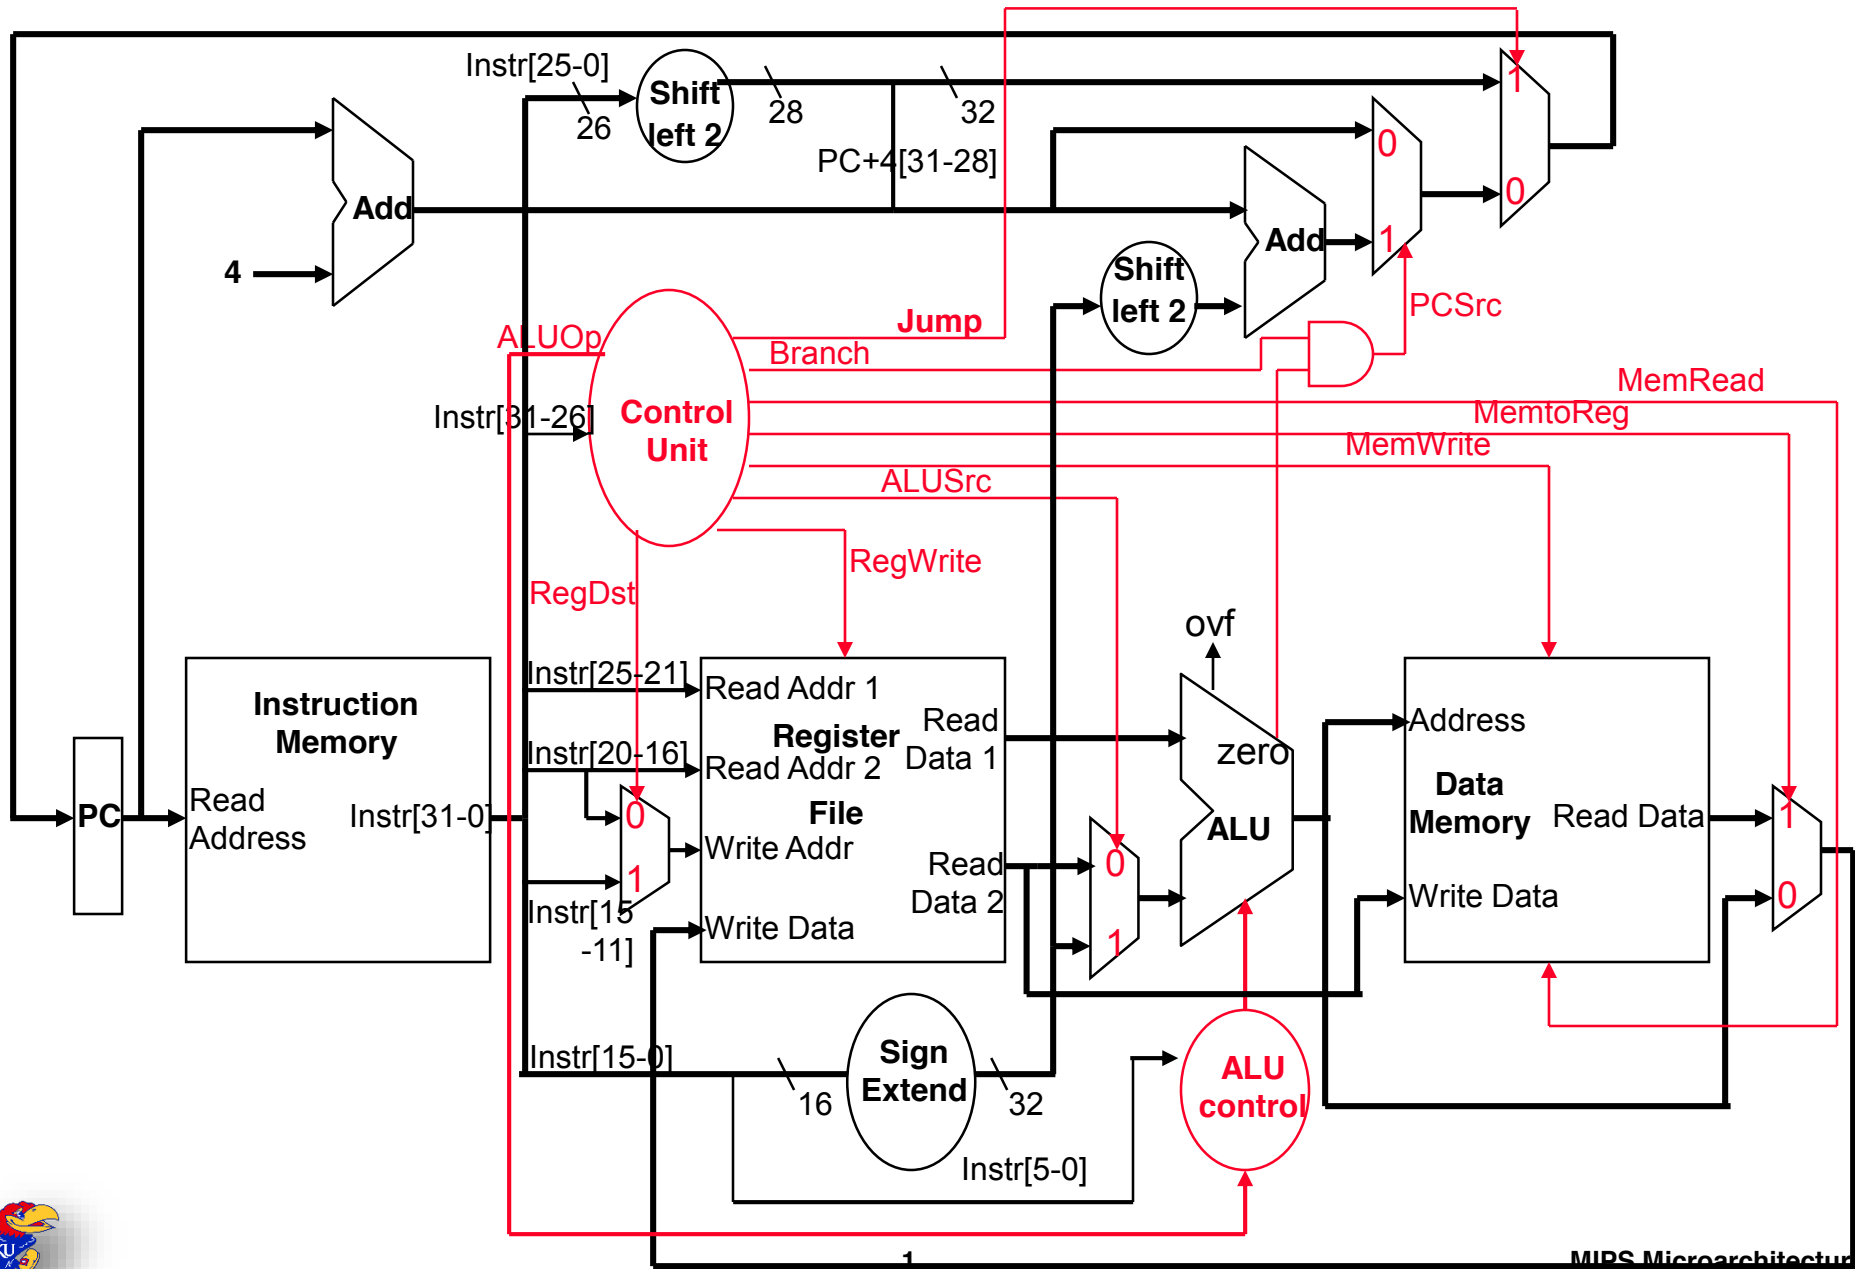 Instr[25-0]
Shift
left 2
26
28
32
1
0
PC+4[31-28]
0
1
Add
Add
4
Shift
left 2
PCSrc
ALUOp
Jump
Branch
MemRead
MemtoReg
MemWrite
Instr[31-26]
Control
Unit
ALUSrc
RegWrite
RegDst
ovf
Instr[25-21]
Read Addr 1
Instruction
Memory
Read
Data 1
Register
File
Instr[20-16]
Read Addr 2
zero
Address
Data
Memory
PC
Read
Address
Instr[31-0]
0
1
Write Addr
ALU
Read Data
1
0
Read
Data 2
0
1
Write Data
Instr[15
-11]
Write Data
Instr[15-0]
16
Sign
Extend
32
ALU
control
Instr[5-0]
KU
1
MIPS Microarchitectur